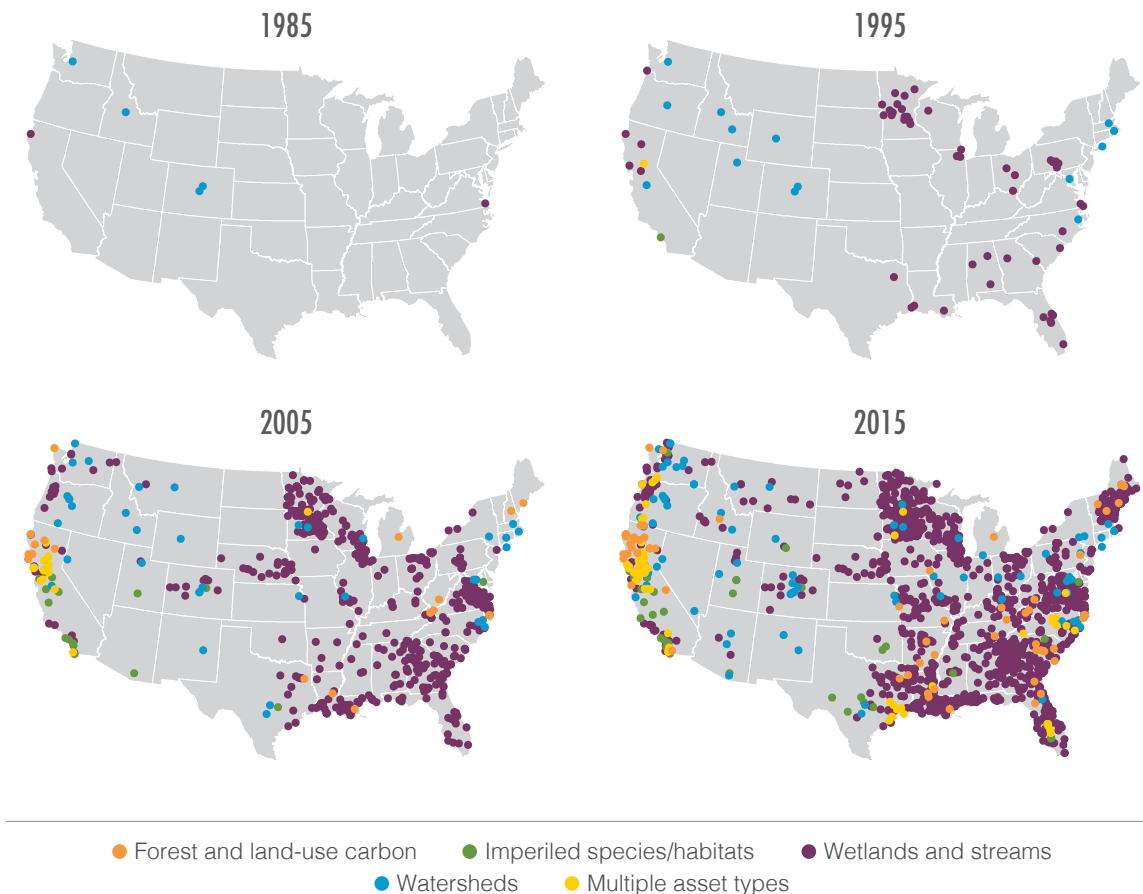 1985
1995
2005
2015
Forest and land-use carbon
Imperiled species/habitats
Wetlands and streams
Watersheds
Multiple asset types